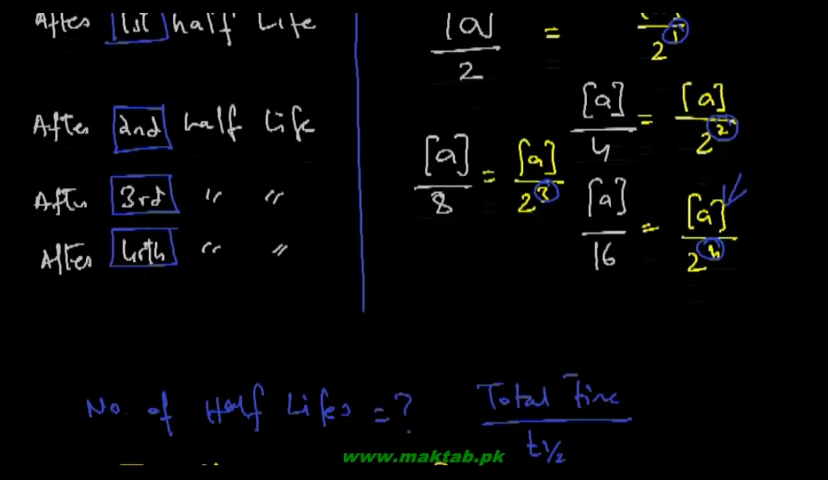 After 1st half Life
[a]/2 = [a]/2^1
After 2nd half Life
[a]/4 = [a]/2^2
[a]/8 = [a]/2^3
After 3rd " "
[a]/16 = [a]/2^4
After 4rth " "
No. of Half Lifes = ? Total Time / t1/2
www.maktab.pk